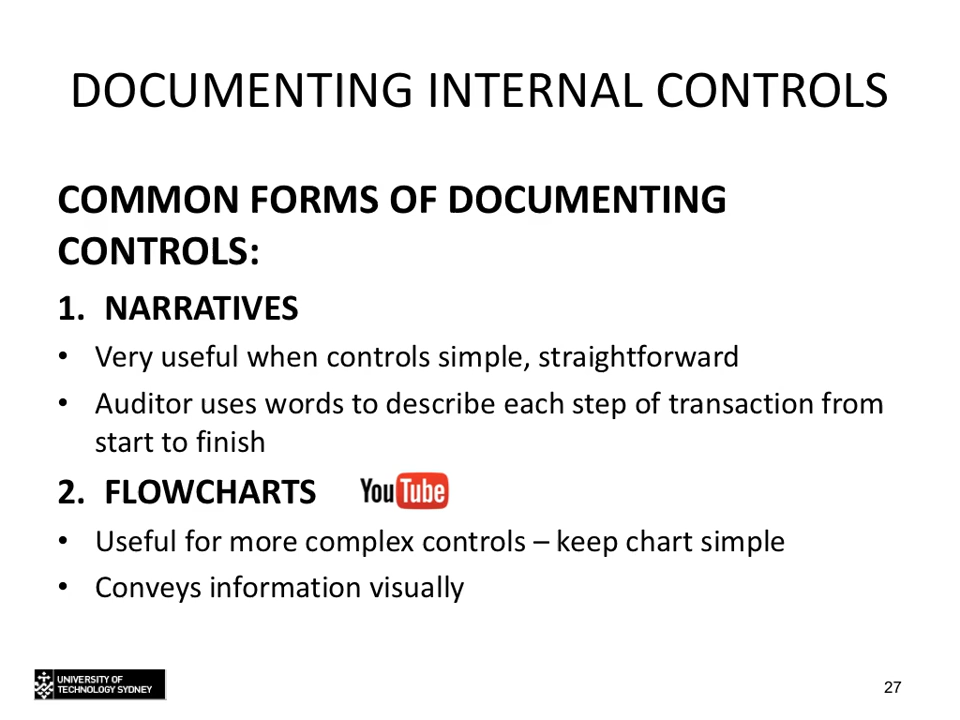 DOCUMENTING INTERNAL CONTROLS
COMMON FORMS OF DOCUMENTING
CONTROLS:
1. NARRATIVES
• Very useful when controls simple, straightforward
• Auditor uses words to describe each step of transaction from
start to finish
2. FLOWCHARTS YouTube
• Useful for more complex controls – keep chart simple
• Conveys information visually
UNIVERSITY OF
TECHNOLOGY SYDNEY
27